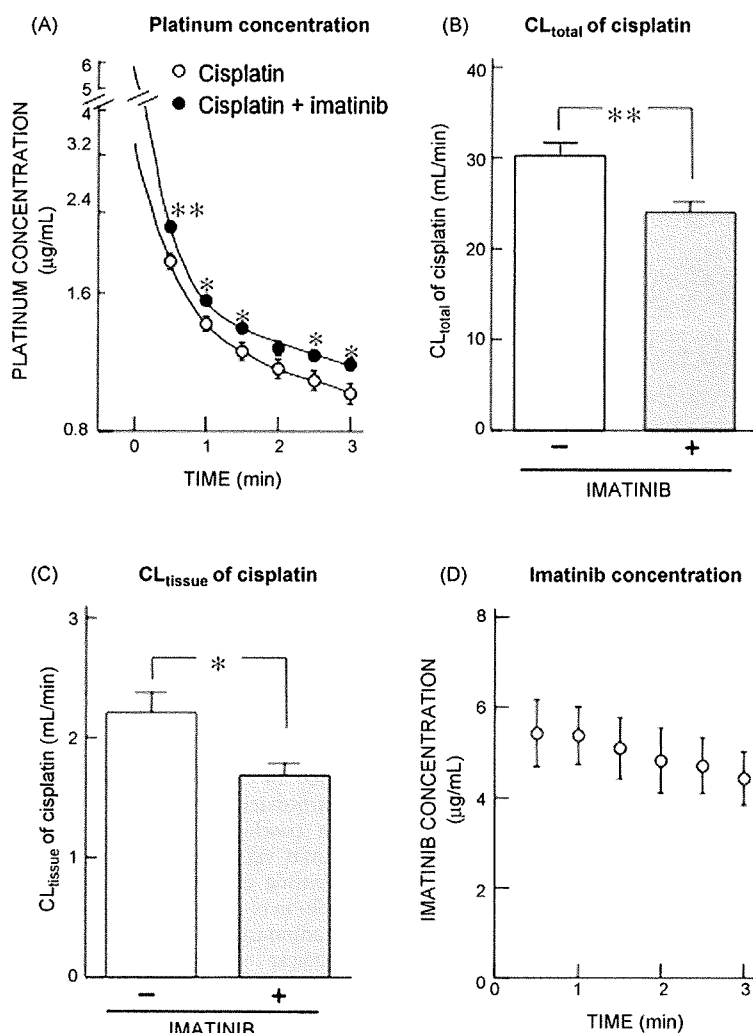 (A) Platinum concentration
Cisplatin
Cisplatin + imatinib
PLATINUM CONCENTRATION
(μg/mL)
6
5
4
3.2
2.4
1.6
0.8
**
*
*
*
*
0 1 2 3
TIME (min)
(B) CLtotal of cisplatin
CLtotal of cisplatin (mL/min)
40
30
20
10
0
**
− +
IMATINIB
(C) CLtissue of cisplatin
CLtissue of cisplatin (mL/min)
3
2
1
0
*
− +
IMATINIB
(D) Imatinib concentration
IMATINIB CONCENTRATION
(μg/mL)
8
6
4
2
0
0 1 2 3
TIME (min)